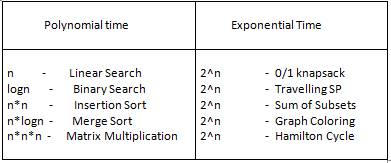 Polynomial time    Exponential Time
n - Linear Search    2^n - 0/1 knapsack
logn - Binary Search    2^n - Travelling SP
n*n - Insertion Sort    2^n - Sum of Subsets
n*logn - Merge Sort    2^n - Graph Coloring
n*n*n - Matrix Multiplication    2^n - Hamilton Cycle